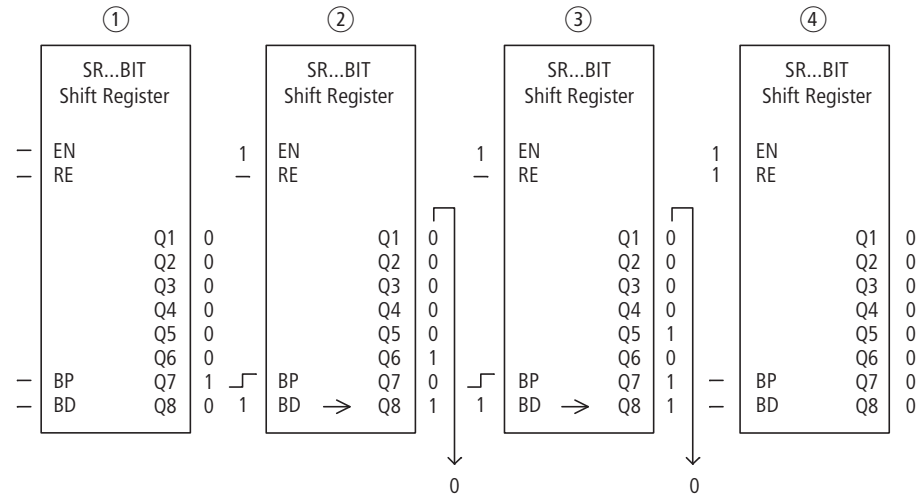 ① ② ③ ④
SR...BIT SR...BIT SR...BIT SR...BIT
Shift Register Shift Register Shift Register Shift Register
– EN 1 EN 1 EN 1 EN
– RE – RE – RE 1 RE
Q1 0 Q1 0 Q1 0 Q1 0
Q2 0 Q2 0 Q2 0 Q2 0
Q3 0 Q3 0 Q3 0 Q3 0
Q4 0 Q4 0 Q4 0 Q4 0
Q5 0 Q5 0 Q5 1 Q5 0
Q6 0 Q6 1 Q6 0 Q6 0
– BP Q7 1 BP Q7 0 BP Q7 1 – BP Q7 0
– BD Q8 0 1 BD → Q8 1 1 BD → Q8 1 – BD Q8 0
0 0